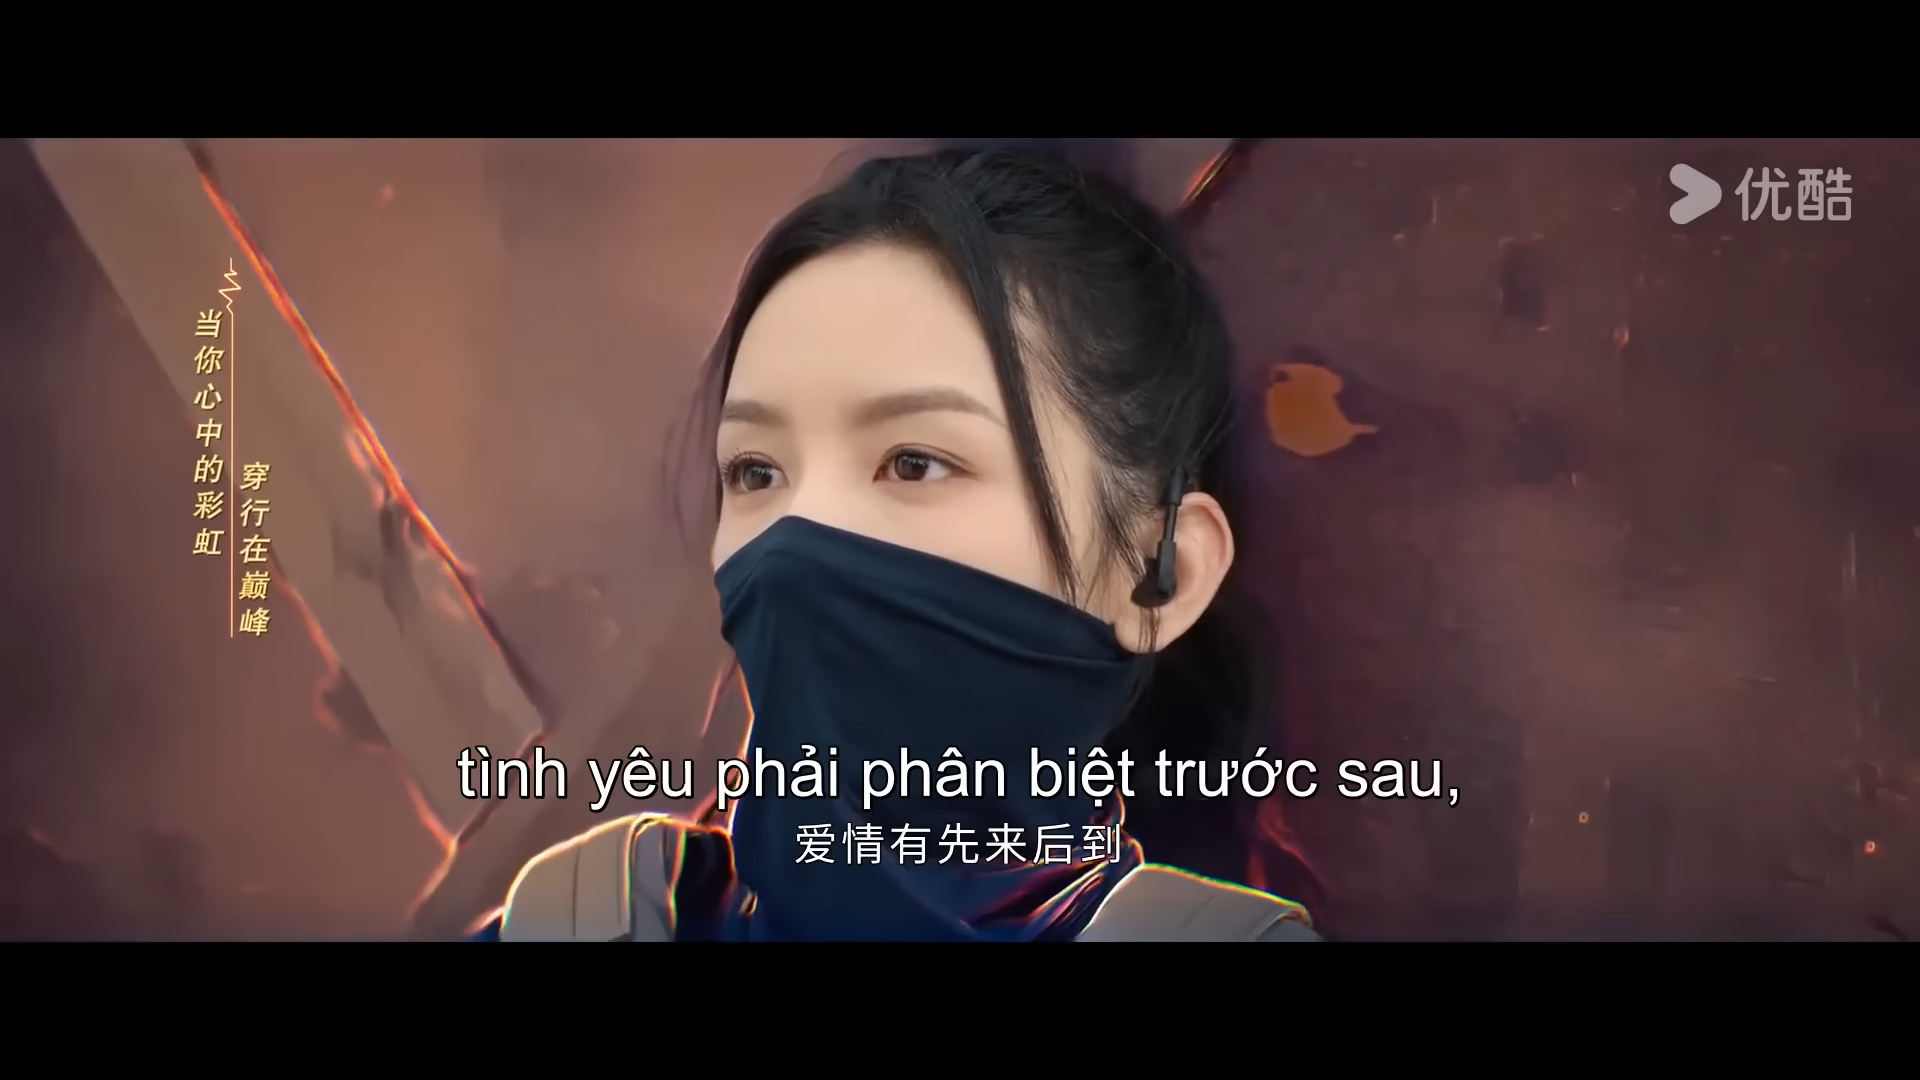 优酷
当你心中的彩虹
穿行在巅峰
tình yêu phải phân biệt trước sau,
爱情有先来后到